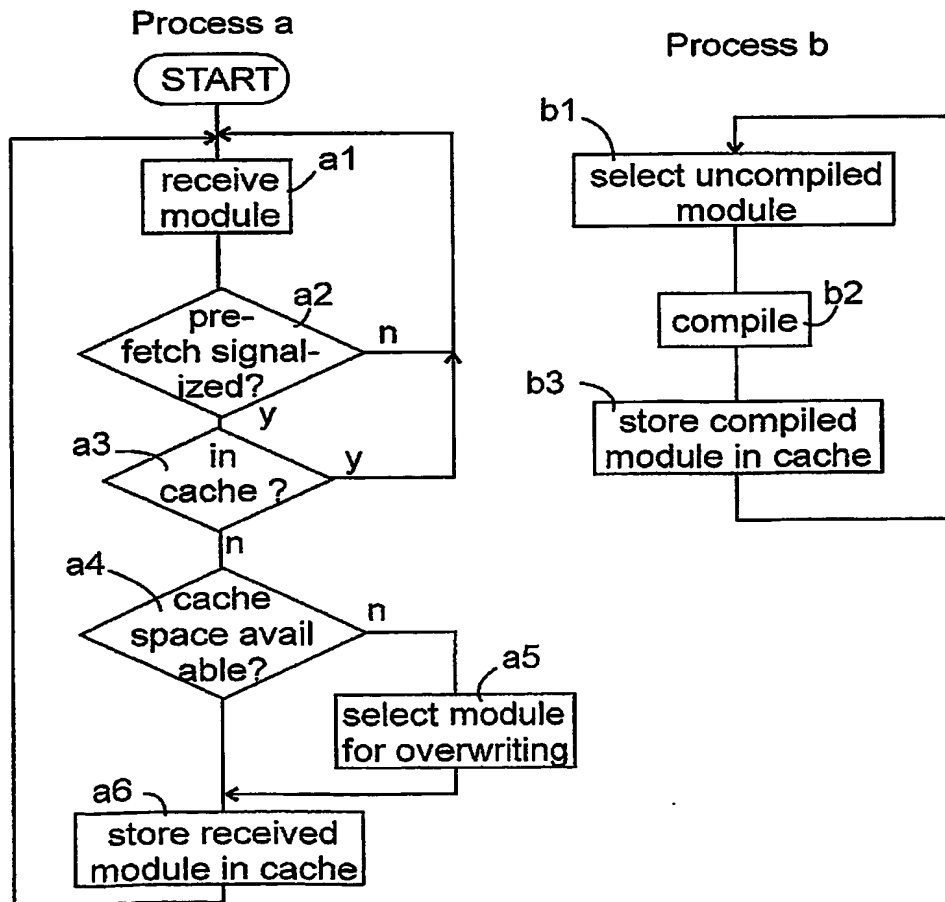 Process a
START
a1
receive
module
a2
pre-
fetch signal-
ized?
n
y
a3
in
cache ?
y
n
a4
cache
space avail
able?
n
a5
select module
for overwriting
a6
store received
module in cache
Process b
b1
select uncompiled
module
b2
compile
b3
store compiled
module in cache